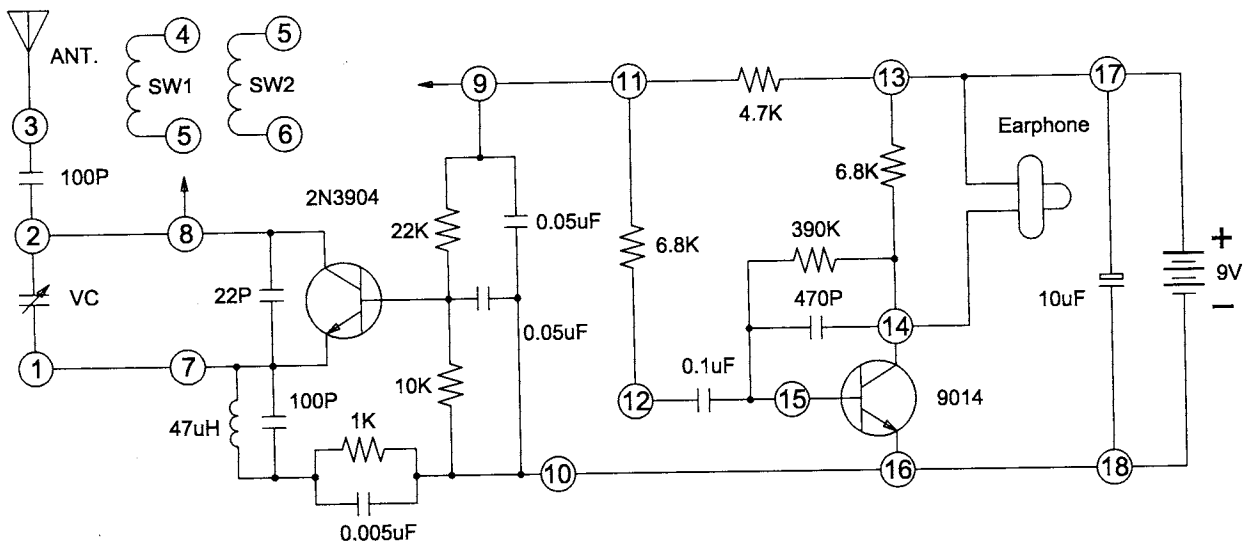 ANT.
4
5
SW1
SW2
5
6
3
100P
2
8
VC
22P
2N3904
1
7
47uH
100P
1K
0.005uF
9
22K
0.05uF
0.05uF
10K
10
11
4.7K
13
17
6.8K
6.8K
Earphone
390K
470P
14
0.1uF
12
15
9014
16
10uF
+
9V
−
18